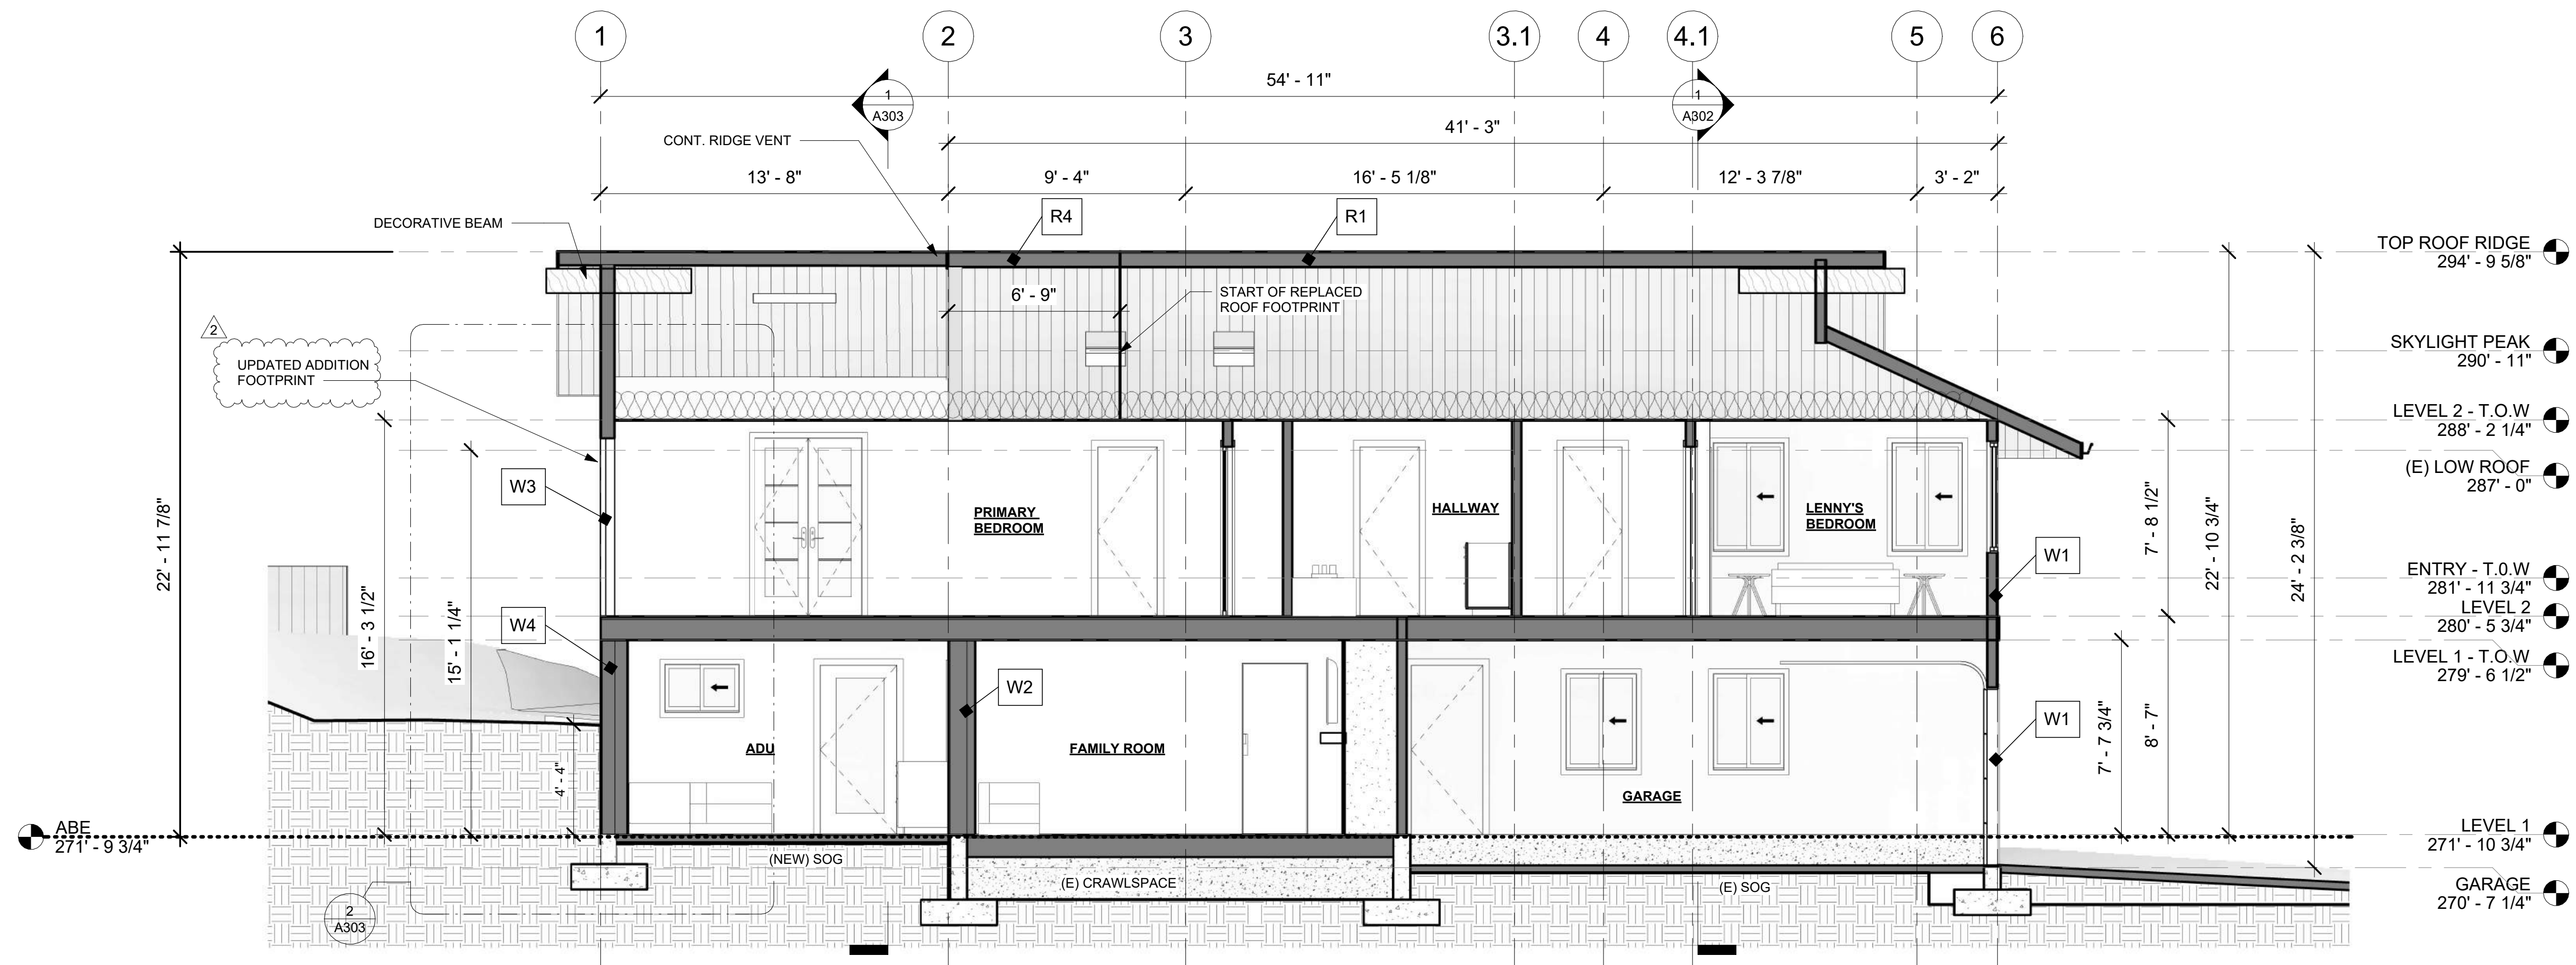 1
2
3
3.1
4
4.1
5
6
54' - 11"
1
A303
1
A302
41' - 3"
CONT. RIDGE VENT
13' - 8"
9' - 4"
16' - 5 1/8"
12' - 3 7/8"
3' - 2"
DECORATIVE BEAM
R4
R1
TOP ROOF RIDGE
294' - 9 5/8"
6' - 9"
START OF REPLACED
ROOF FOOTPRINT
2
UPDATED ADDITION
FOOTPRINT
SKYLIGHT PEAK
290' - 11"
LEVEL 2 - T.O.W
288' - 2 1/4"
(E) LOW ROOF
287' - 0"
W3
PRIMARY
BEDROOM
HALLWAY
LENNY'S
BEDROOM
22' - 11 7/8"
16' - 3 1/2"
15' - 1 1/4"
7' - 8 1/2"
22' - 10 3/4"
24' - 2 3/8"
W1
ENTRY - T.0.W
281' - 11 3/4"
LEVEL 2
280' - 5 3/4"
W4
LEVEL 1 - T.O.W
279' - 6 1/2"
W2
W1
ADU
FAMILY ROOM
GARAGE
4' - 4"
7' - 7 3/4"
8' - 7"
ABE
271' - 9 3/4"
LEVEL 1
271' - 10 3/4"
(NEW) SOG
(E) CRAWLSPACE
(E) SOG
GARAGE
270' - 7 1/4"
2
A303